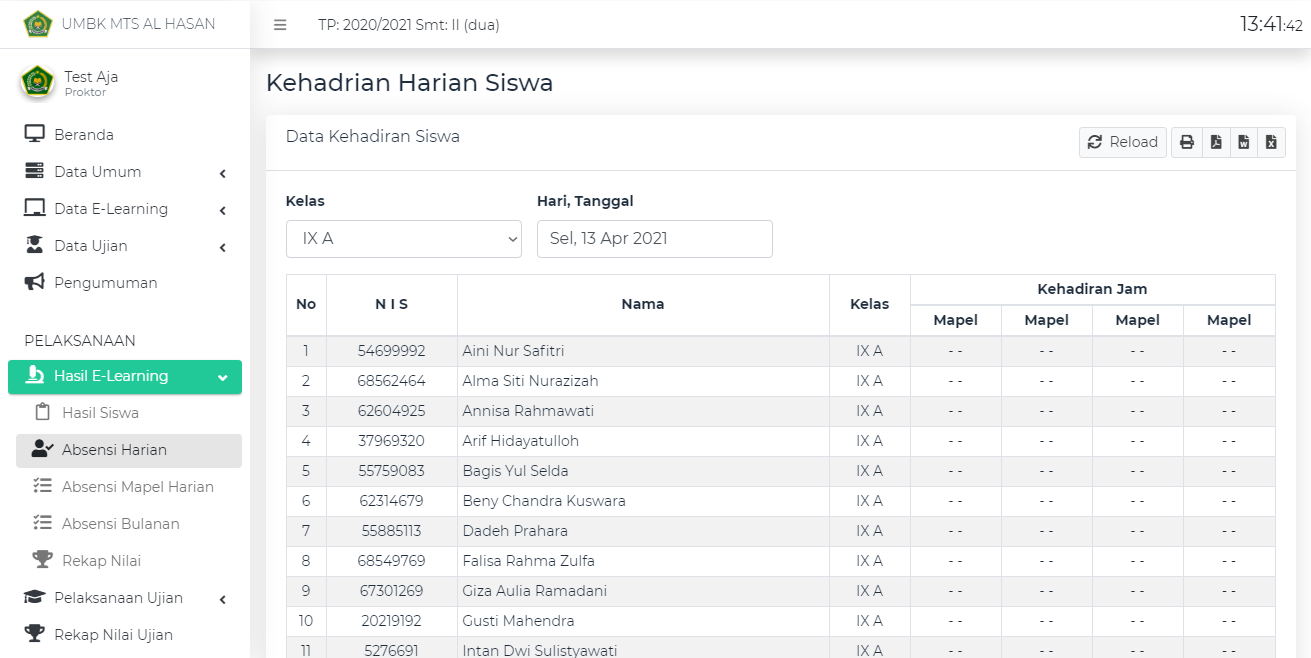 UMBK MTS AL HASAN
TP: 2020/2021 Smt: II (dua)
13:41:42
Test Aja
Proktor
Beranda
Data Umum
Data E-Learning
Data Ujian
Pengumuman
PELAKSANAAN
Hasil E-Learning
Hasil Siswa
Absensi Harian
Absensi Mapel Harian
Absensi Bulanan
Rekap Nilai
Pelaksanaan Ujian
Rekap Nilai Ujian
Kehadrian Harian Siswa
Data Kehadiran Siswa
Reload
Kelas Hari, Tanggal
IX A Sel, 13 Apr 2021
No N I S Nama Kelas Kehadiran Jam
Mapel Mapel Mapel Mapel
1 54699992 Aini Nur Safitri IX A - - - - - - - -
2 68562464 Alma Siti Nurazizah IX A - - - - - - - -
3 62604925 Annisa Rahmawati IX A - - - - - - - -
4 37969320 Arif Hidayatulloh IX A - - - - - - - -
5 55759083 Bagis Yul Selda IX A - - - - - - - -
6 62314679 Beny Chandra Kuswara IX A - - - - - - - -
7 55885113 Dadeh Prahara IX A - - - - - - - -
8 68549769 Falisa Rahma Zulfa IX A - - - - - - - -
9 67301269 Giza Aulia Ramadani IX A - - - - - - - -
10 20219192 Gusti Mahendra IX A - - - - - - - -
11 5276691 Intan Dwi Sulistyawati IX A - - - - - - - -